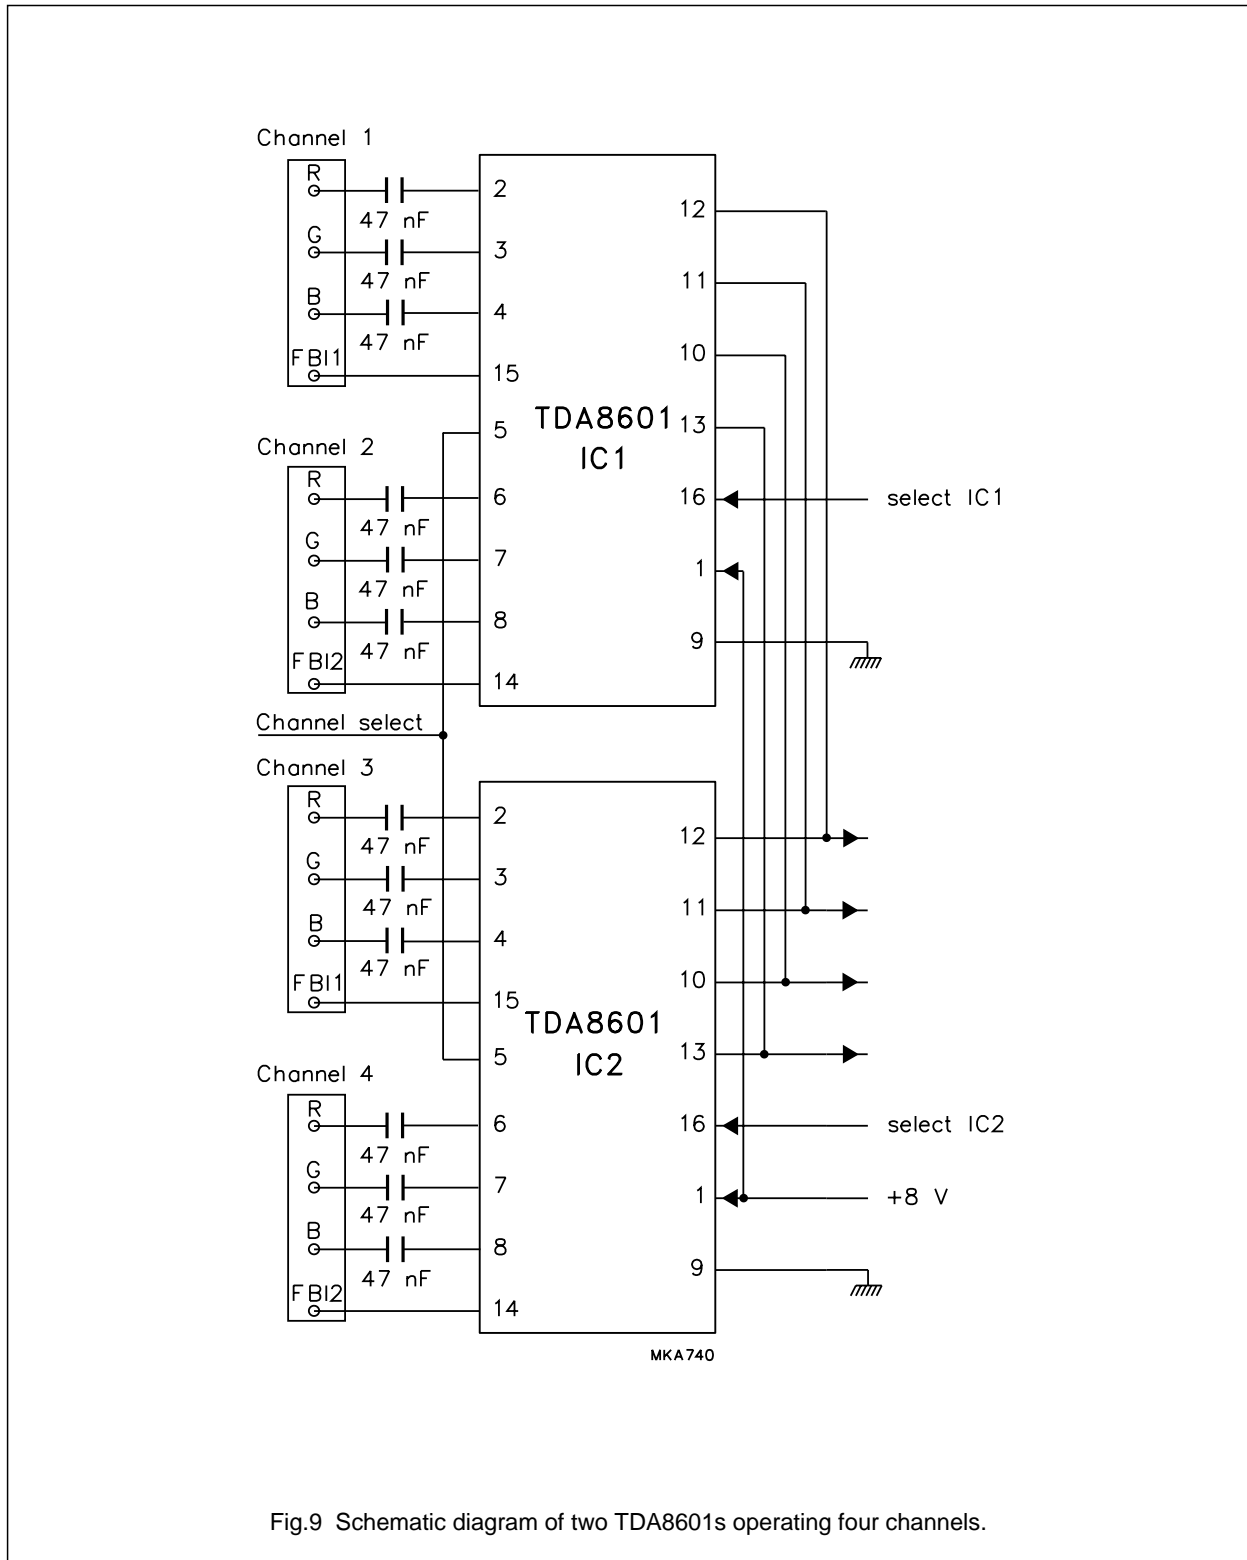 Channel 1
R
47 nF
G
47 nF
B
47 nF
FBI1
2
3
4
15
5
Channel 2
R
47 nF
G
47 nF
B
47 nF
FBI2
6
7
8
14
TDA8601
IC1
12
11
10
13
16
select IC1
1
9
Channel select
Channel 3
R
47 nF
G
47 nF
B
47 nF
FBI1
2
3
4
15
5
Channel 4
R
47 nF
G
47 nF
B
47 nF
FBI2
6
7
8
14
TDA8601
IC2
12
11
10
13
16
select IC2
1
+8 V
9
MKA740
Fig.9 Schematic diagram of two TDA8601s operating four channels.